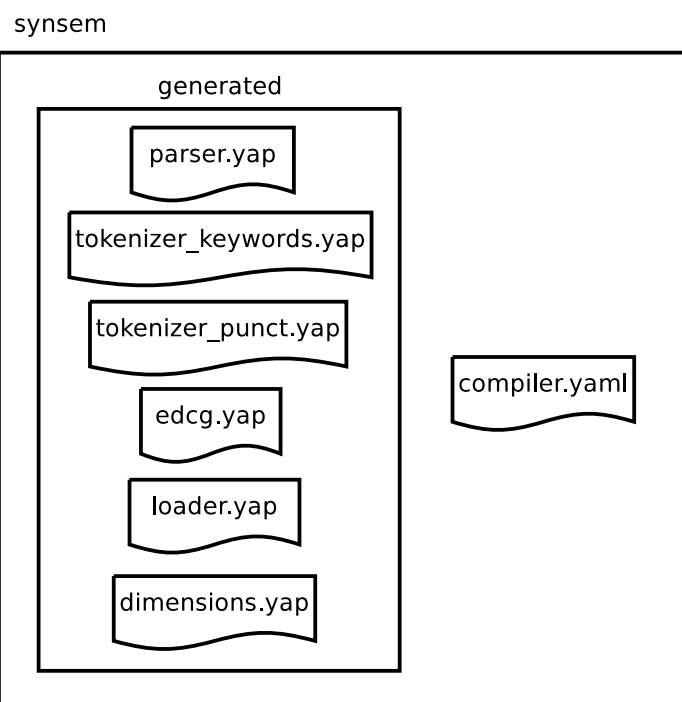 synsem
generated
parser.yap
tokenizer_keywords.yap
tokenizer_punct.yap
compiler.yaml
edcg.yap
loader.yap
dimensions.yap